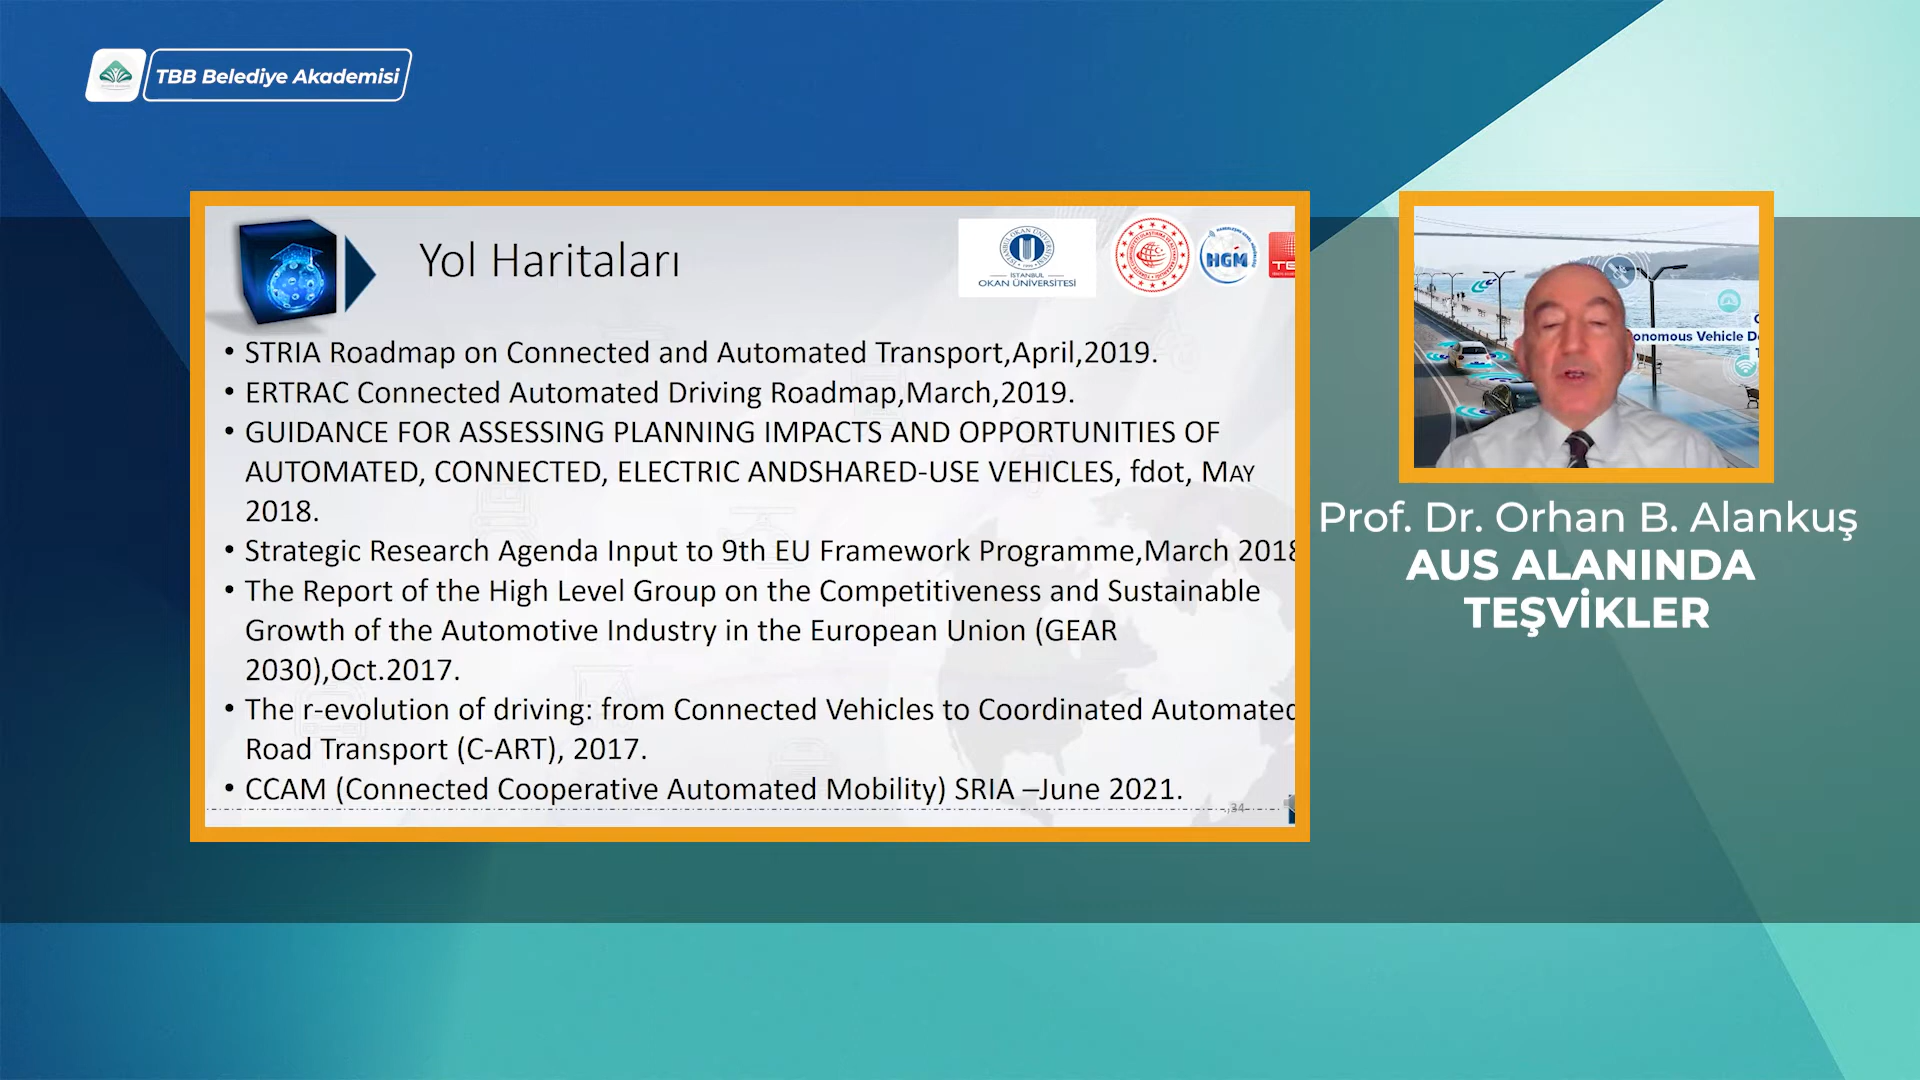 TBB Belediye Akademisi
Yol Haritaları
İSTANBUL
OKAN ÜNİVERSİTESİ
HGM
• STRIA Roadmap on Connected and Automated Transport,April,2019.
• ERTRAC Connected Automated Driving Roadmap,March,2019.
• GUIDANCE FOR ASSESSING PLANNING IMPACTS AND OPPORTUNITIES OF
AUTOMATED, CONNECTED, ELECTRIC ANDSHARED-USE VEHICLES, fdot, MAY
2018.
• Strategic Research Agenda Input to 9th EU Framework Programme,March 2018
• The Report of the High Level Group on the Competitiveness and Sustainable
Growth of the Automotive Industry in the European Union (GEAR
2030),Oct.2017.
• The r-evolution of driving: from Connected Vehicles to Coordinated Automated
Road Transport (C-ART), 2017.
• CCAM (Connected Cooperative Automated Mobility) SRIA –June 2021.
34
onomous Vehicle De
Prof. Dr. Orhan B. Alankuş
AUS ALANINDA
TEŞVİKLER